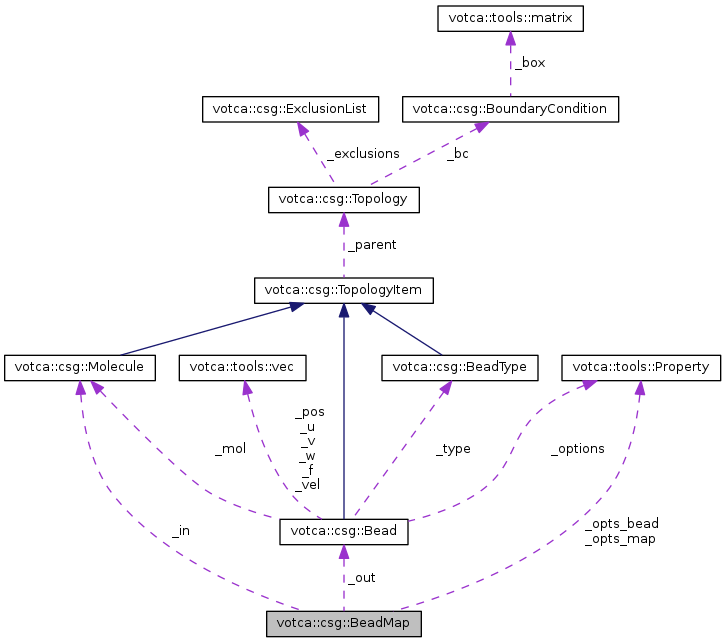 votca::tools::matrix
_box
votca::csg::ExclusionList
votca::csg::BoundaryCondition
_exclusions
_bc
votca::csg::Topology
_parent
votca::csg::TopologyItem
votca::csg::Molecule
votca::tools::vec
votca::csg::BeadType
votca::tools::Property
_mol
_pos
_u
_v
_w
_f
_vel
_type
_options
_in
votca::csg::Bead
_opts_bead
_opts_map
_out
votca::csg::BeadMap